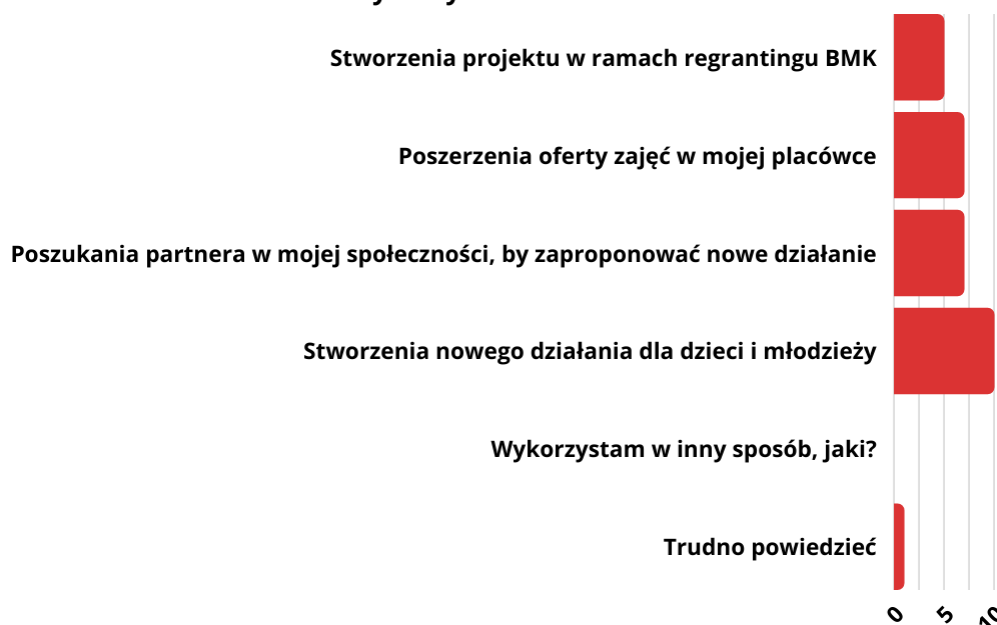 Stworzenia projektu w ramach regrantingu BMK
Poszerzenia oferty zajęć w mojej placówce
Poszukania partnera w mojej społeczności, by zaproponować nowe działanie
Stworzenia nowego działania dla dzieci i młodzieży
Wykorzystam w inny sposób, jaki?
Trudno powiedzieć
0 5 10